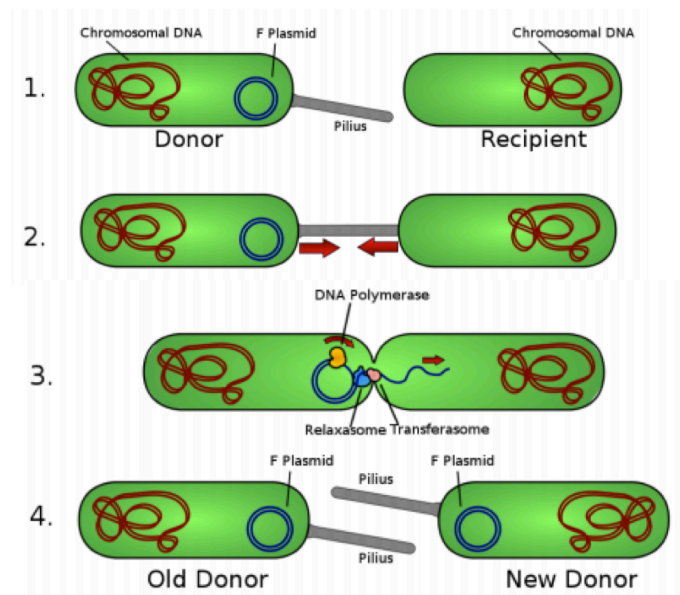 Chromosomal DNA
F Plasmid
Chromosomal DNA
1.
Pilius
Donor
Recipient
2.
DNA Polymerase
3.
Relaxasome Transferasome
F Plasmid
Pilius
F Plasmid
4.
Pilius
Old Donor
New Donor